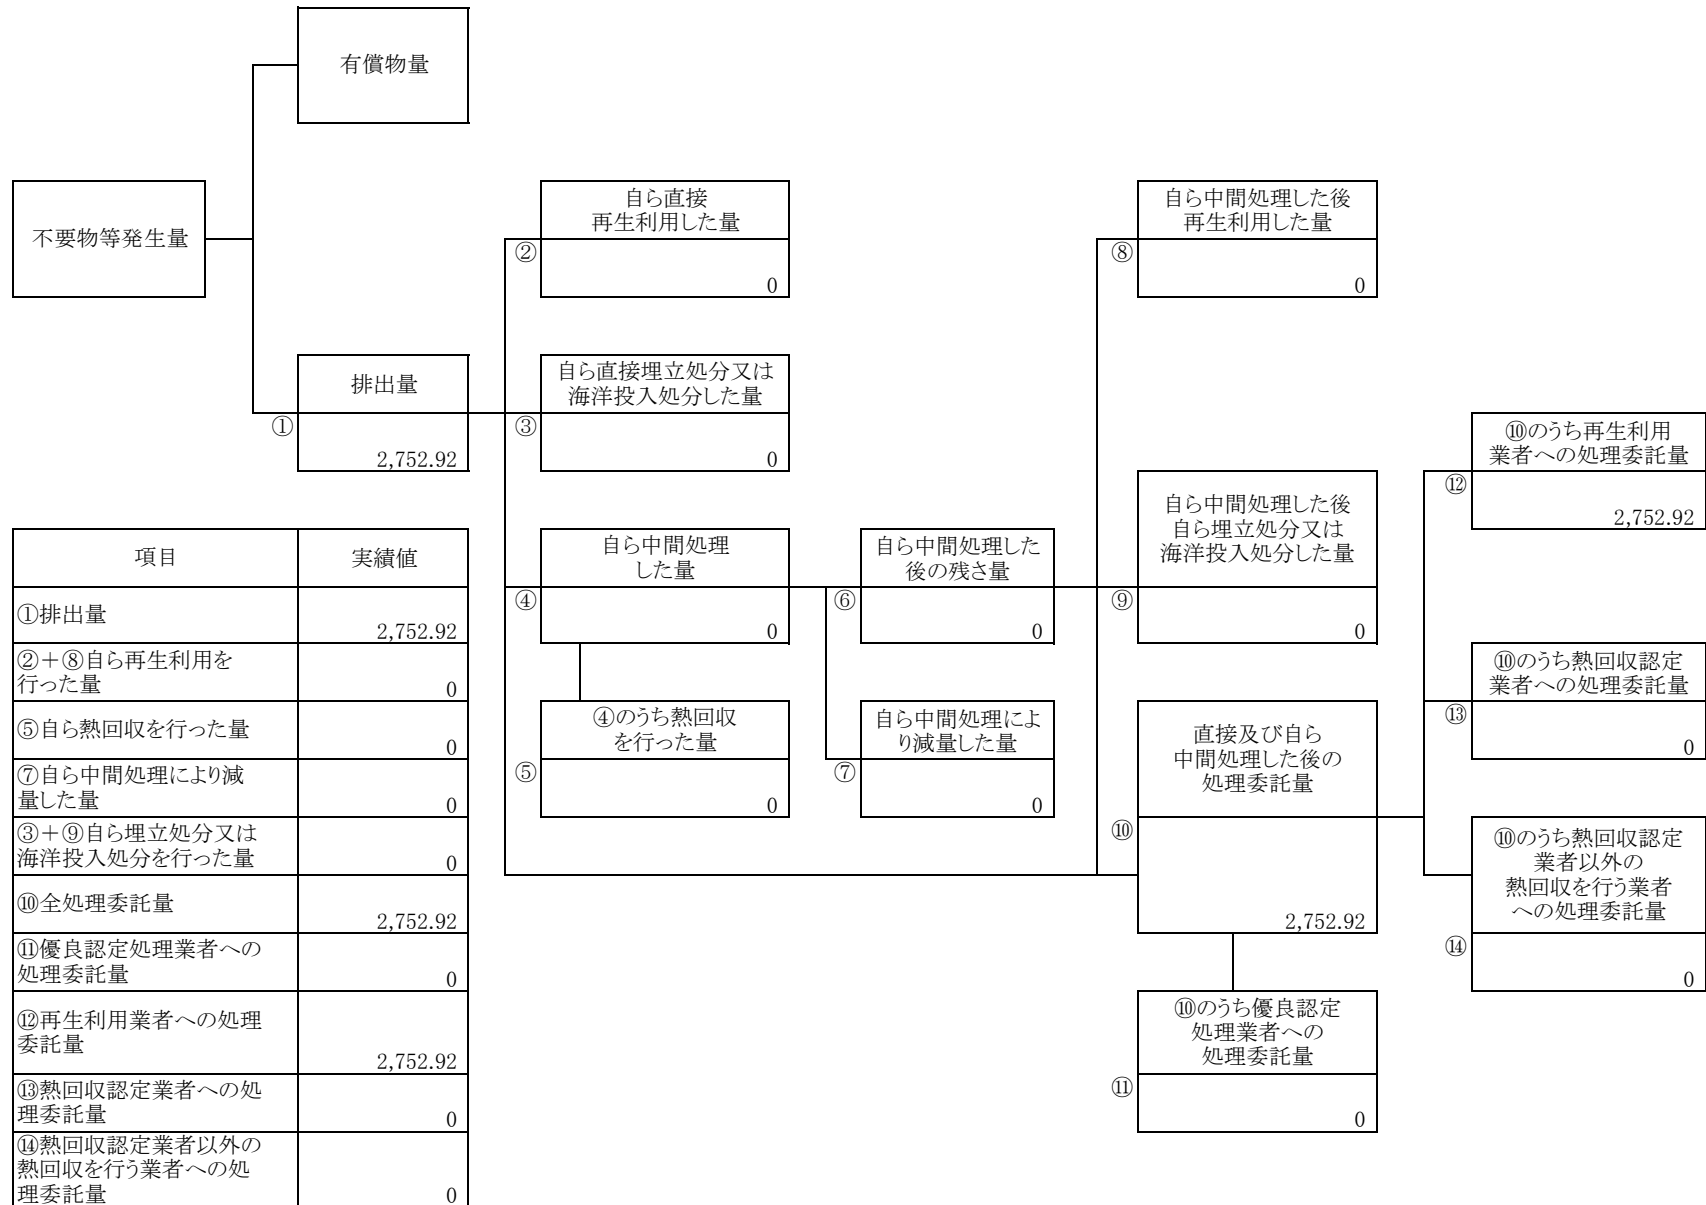 有償物量
不要物等発生量
自ら直接
再生利用した量
②
0
自ら中間処理した後
再生利用した量
⑧
0
排出量
①
2,752.92
自ら直接埋立処分又は
海洋投入処分した量
③
0
⑩のうち再生利用
業者への処理委託量
⑫
2,752.92
自ら中間処理
した量
④
0
自ら中間処理した
後の残さ量
⑥
0
自ら中間処理した後
自ら埋立処分又は
海洋投入処分した量
⑨
0
⑩のうち熱回収認定
業者への処理委託量
⑬
0
④のうち熱回収
を行った量
⑤
0
自ら中間処理によ
り減量した量
⑦
0
直接及び自ら
中間処理した後の
処理委託量
⑩
2,752.92
⑩のうち熱回収認定
業者以外の
熱回収を行う業者
への処理委託量
⑭
0
⑩のうち優良認定
処理業者への
処理委託量
⑪
0
項目
実績値
①排出量
2,752.92
②+⑧自ら再生利用を
行った量
0
⑤自ら熱回収を行った量
0
⑦自ら中間処理により減
量した量
0
③+⑨自ら埋立処分又は
海洋投入処分を行った量
0
⑩全処理委託量
2,752.92
⑪優良認定処理業者への
処理委託量
0
⑫再生利用業者への処理
委託量
2,752.92
⑬熱回収認定業者への処
理委託量
0
⑭熱回収認定業者以外の
熱回収を行う業者への処
理委託量
0